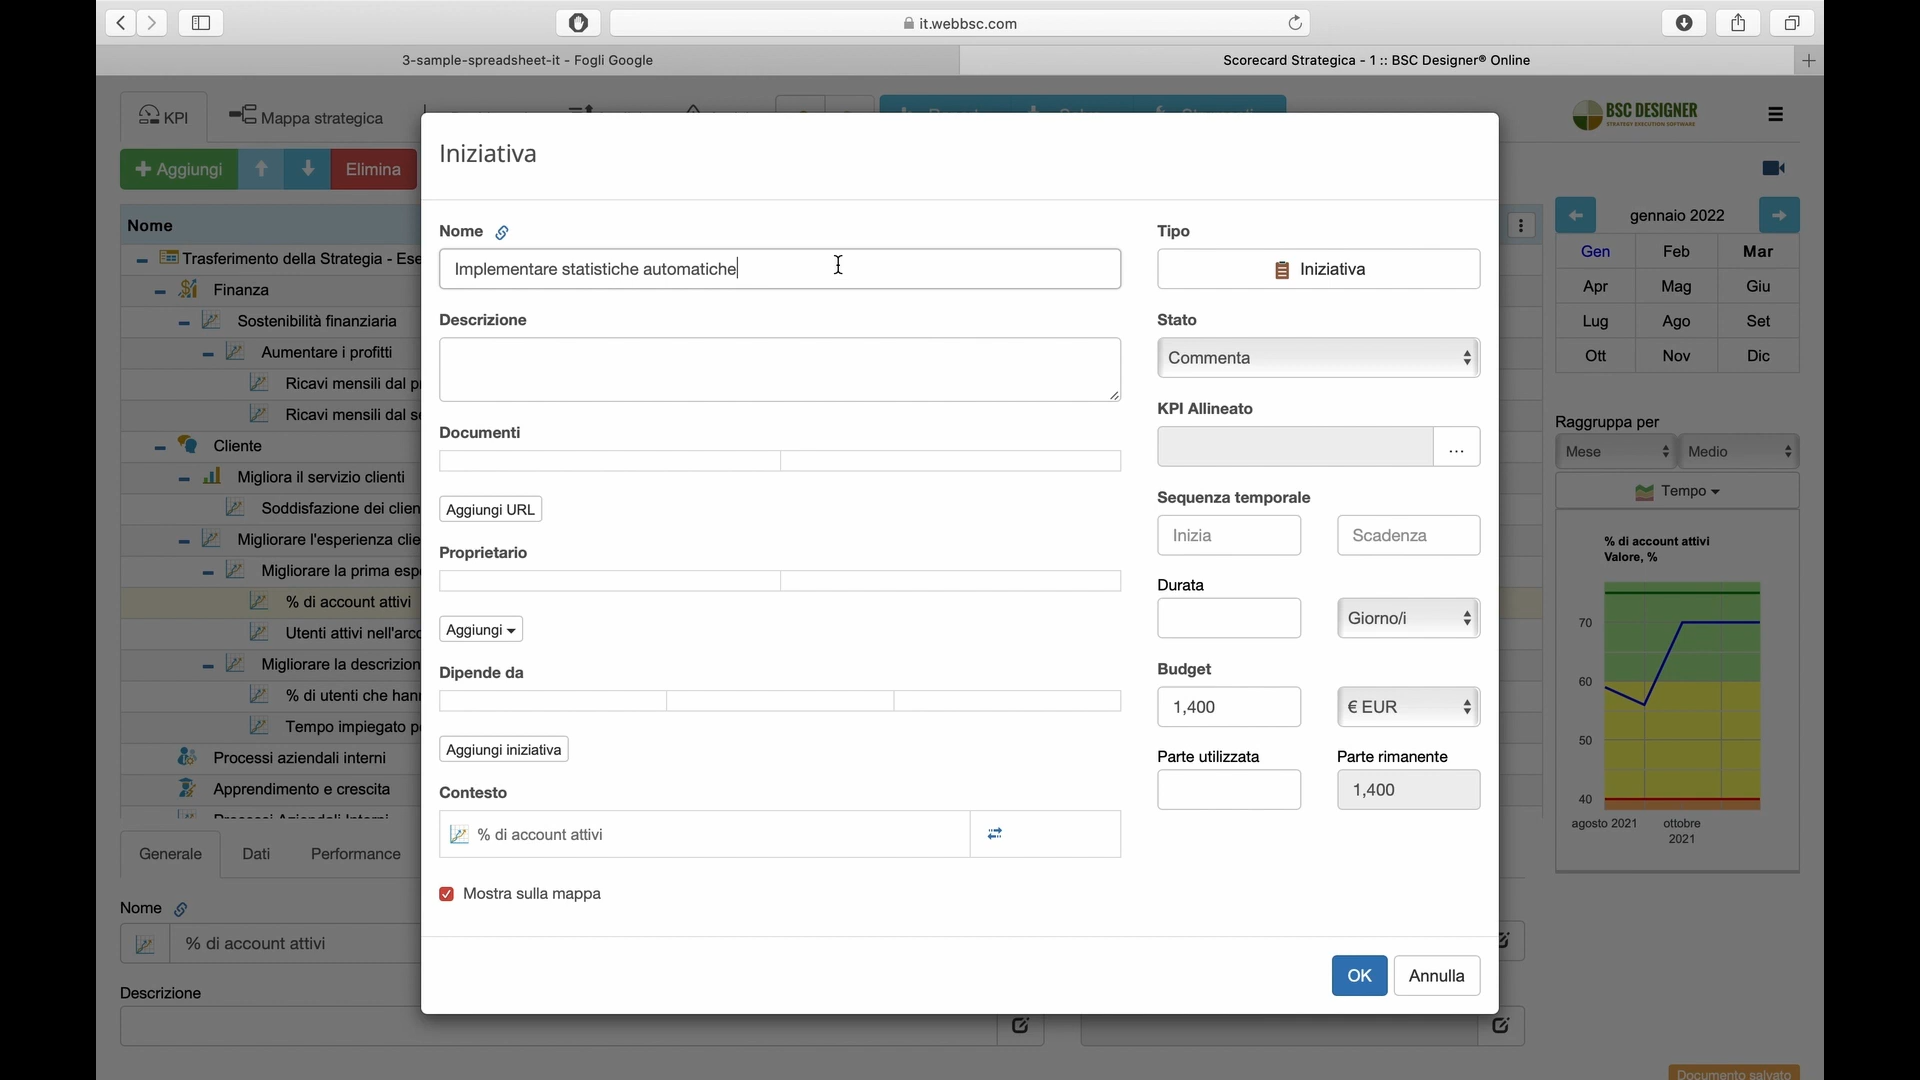 it.webbsc.com
3-sample-spreadsheet-it - Fogli Google
Scorecard Strategica - 1 :: BSC Designer® Online
KPI
Mappa strategica
BSC DESIGNER
STRATEGY EXECUTION SOFTWARE
Aggiungi
Elimina
Nome
Trasferimento della Strategia - Ese
Finanza
Sostenibilità finanziaria
Aumentare i profitti
Ricavi mensili dal p
Ricavi mensili dal s
Cliente
Migliora il servizio clienti
Soddisfazione dei clien
Migliorare l'esperienza clie
Migliorare la prima esp
% di account attivi
Utenti attivi nell'arc
Migliorare la descrizion
% di utenti che han
Tempo impiegato p
Processi aziendali interni
Apprendimento e crescita
Generale
Dati
Performance
Nome
% di account attivi
Descrizione
Iniziativa
Nome
Implementare statistiche automatiche
Descrizione
Documenti
Aggiungi URL
Proprietario
Aggiungi
Dipende da
Aggiungi iniziativa
Contesto
% di account attivi
Mostra sulla mappa
Tipo
Iniziativa
Stato
Commenta
KPI Allineato
...
Sequenza temporale
Inizia
Scadenza
Durata
Giorno/i
Budget
1,400
€ EUR
Parte utilizzata
Parte rimanente
1,400
OK
Annulla
gennaio 2022
Gen Feb Mar
Apr Mag Giu
Lug Ago Set
Ott Nov Dic
Raggruppa per
Mese
Medio
Tempo
% di account attivi
Valore, %
70
60
50
40
agosto 2021
ottobre
2021
Documento salvato